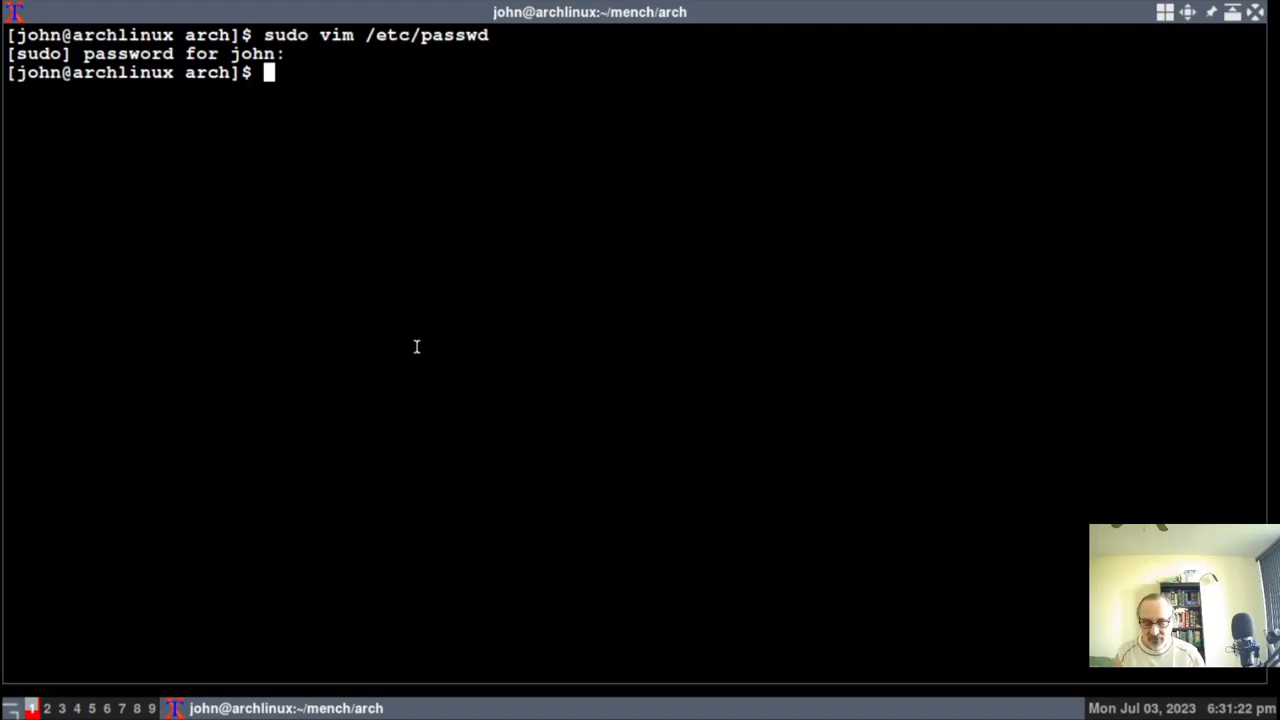 john@archlinux:~/mench/arch
[john@archlinux arch]$ sudo vim /etc/passwd
[sudo] password for john:
[john@archlinux arch]$
1 2 3 4 5 6 7 8 9
john@archlinux:~/mench/arch
Mon Jul 03, 2023 6:31:22 pm